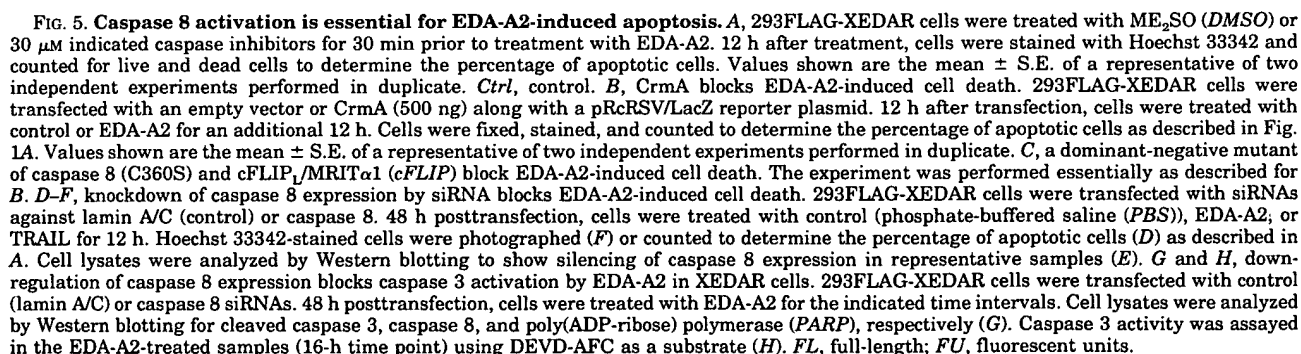 FIG. 5. Caspase 8 activation is essential for EDA-A2-induced apoptosis. A, 293FLAG-XEDAR cells were treated with ME₂SO (DMSO) or
30 μM indicated caspase inhibitors for 30 min prior to treatment with EDA-A2. 12 h after treatment, cells were stained with Hoechst 33342 and
counted for live and dead cells to determine the percentage of apoptotic cells. Values shown are the mean ± S.E. of a representative of two
independent experiments performed in duplicate. Ctrl, control. B, CrmA blocks EDA-A2-induced cell death. 293FLAG-XEDAR cells were
transfected with an empty vector or CrmA (500 ng) along with a pRcRSV/LacZ reporter plasmid. 12 h after transfection, cells were treated with
control or EDA-A2 for an additional 12 h. Cells were fixed, stained, and counted to determine the percentage of apoptotic cells as described in Fig.
1A. Values shown are the mean ± S.E. of a representative of two independent experiments performed in duplicate. C, a dominant-negative mutant
of caspase 8 (C360S) and cFLIP_L/MRITα1 (cFLIP) block EDA-A2-induced cell death. The experiment was performed essentially as described for
B. D–F, knockdown of caspase 8 expression by siRNA blocks EDA-A2-induced cell death. 293FLAG-XEDAR cells were transfected with siRNAs
against lamin A/C (control) or caspase 8. 48 h posttransfection, cells were treated with control (phosphate-buffered saline (PBS)), EDA-A2, or
TRAIL for 12 h. Hoechst 33342-stained cells were photographed (F) or counted to determine the percentage of apoptotic cells (D) as described in
A. Cell lysates were analyzed by Western blotting to show silencing of caspase 8 expression in representative samples (E). G and H, down-
regulation of caspase 8 expression blocks caspase 3 activation by EDA-A2 in XEDAR cells. 293FLAG-XEDAR cells were transfected with control
(lamin A/C) or caspase 8 siRNAs. 48 h posttransfection, cells were treated with EDA-A2 for the indicated time intervals. Cell lysates were analyzed
by Western blotting for cleaved caspase 3, caspase 8, and poly(ADP-ribose) polymerase (PARP), respectively (G). Caspase 3 activity was assayed
in the EDA-A2-treated samples (16-h time point) using DEVD-AFC as a substrate (H). FL, full-length; FU, fluorescent units.